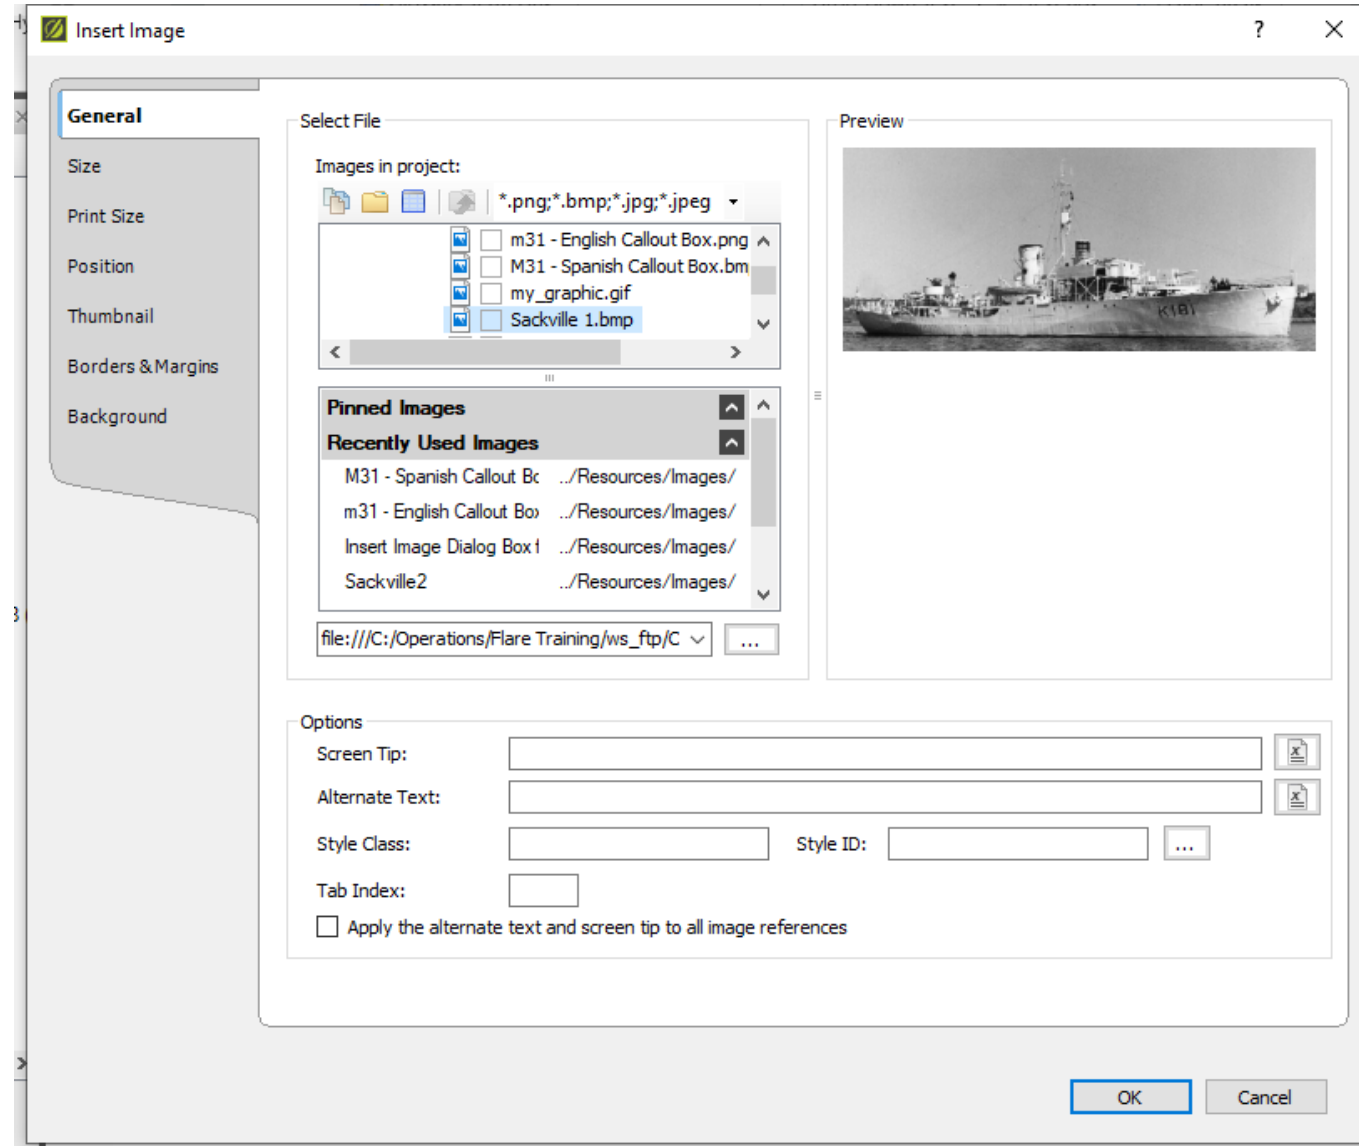 Insert Image
?
General
Size
Print Size
Position
Thumbnail
Borders & Margins
Background
Select File
Images in project:
*.png;*.bmp;*.jpg;*.jpeg
m31 - English Callout Box.png
M31 - Spanish Callout Box.bm
my_graphic.gif
Sackville 1.bmp
Pinned Images
Recently Used Images
M31 - Spanish Callout Bo ../Resources/Images/
m31 - English Callout Box ../Resources/Images/
Insert Image Dialog Box f ../Resources/Images/
Sackville2 ../Resources/Images/
file:///C:/Operations/Flare Training/ws_ftp/C
...
Preview
K181
Options
Screen Tip:
Alternate Text:
Style Class:
Style ID:
...
Tab Index:
Apply the alternate text and screen tip to all image references
OK
Cancel